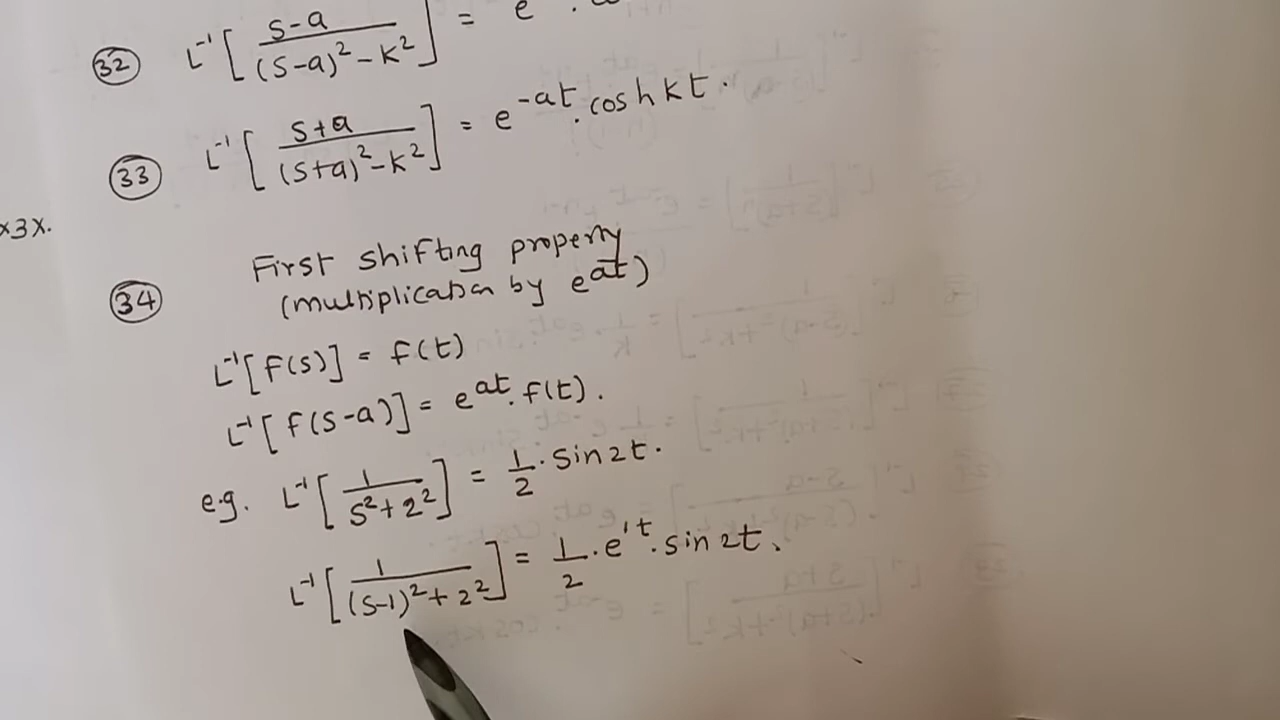 (32) L⁻¹[ s-a / (s-a)² - k² ] = e
(33) L⁻¹[ s+a / (s+a)² - k² ] = e^-at . cosh kt .
x3x.
(34) First shifting property
(multiplication by e^at)
L⁻¹[F(s)] = f(t)
L⁻¹[F(s-a)] = e^at . f(t).
e.g. L⁻¹[ 1 / s² + 2² ] = 1/2 . sin 2t .
L⁻¹[ 1 / (s-1)² + 2² ] = 1/2 . e^1t . sin 2t .